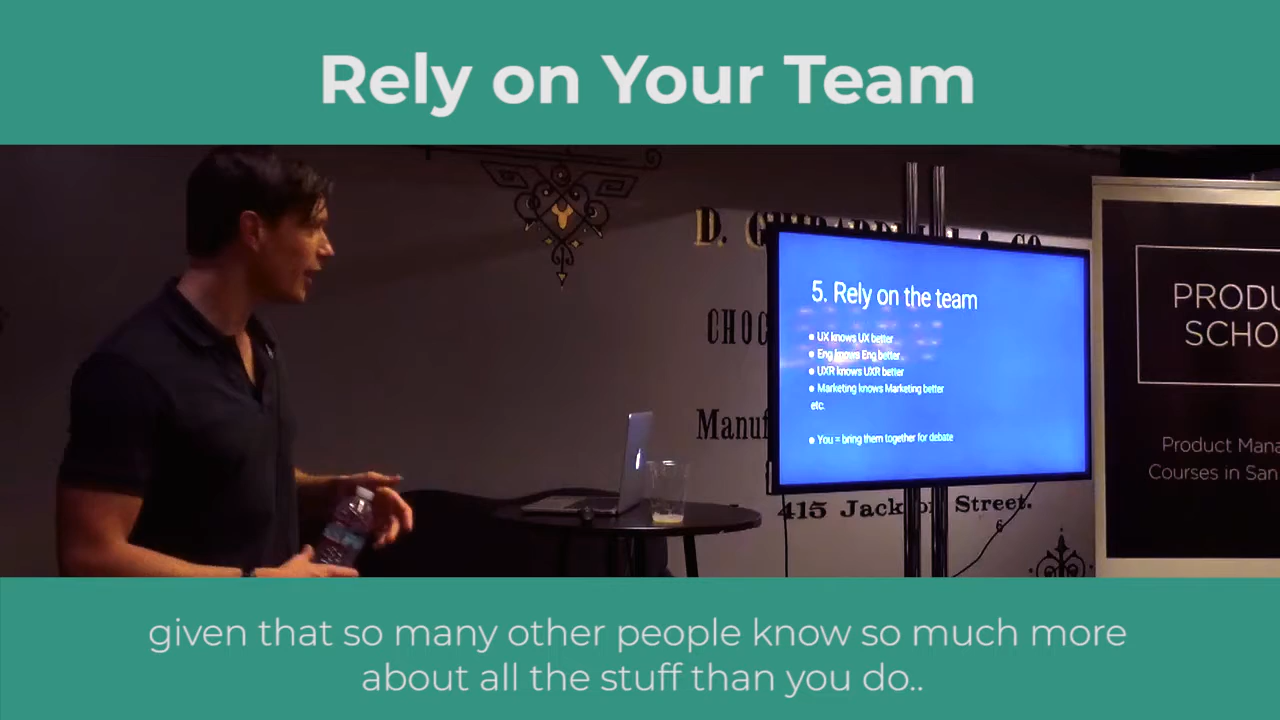 Rely on Your Team
D.
CHOC
Manuf
415 Jackson Street.
5. Rely on the team
• UX knows UX better
• Eng knows Eng better
• UXR knows UXR better
• Marketing knows Marketing better
etc.
• You = bring them together for debate
PRODU
SCHO
Product Mana
Courses in San
given that so many other people know so much more
about all the stuff than you do..